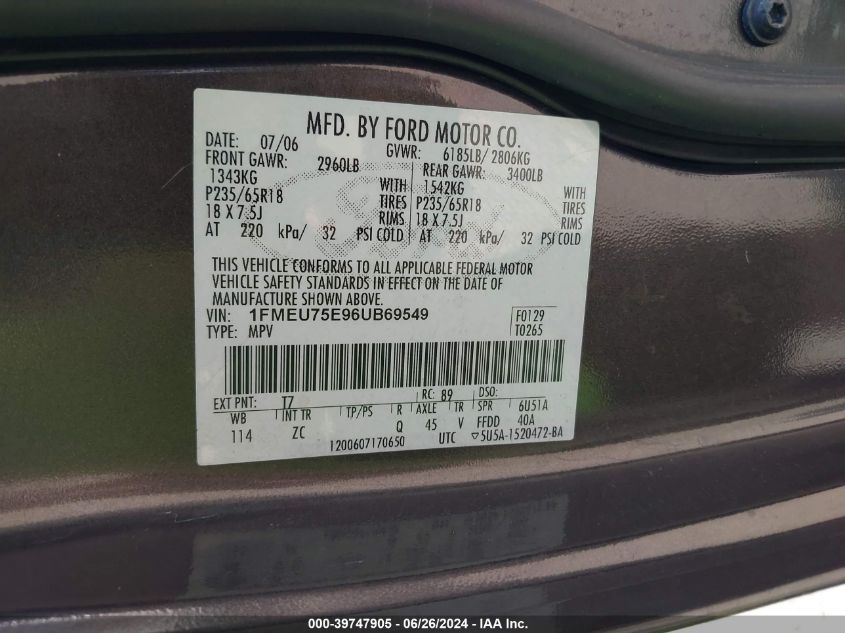 MFD. BY FORD MOTOR CO.
DATE: 07/06 GVWR: 6185LB/ 2806KG
FRONT GAWR: 2960LB REAR GAWR: 3400LB
1343KG WITH 1542KG WITH
P235/65R18 TIRES P235/65R18 TIRES
18 X 7.5J RIMS 18 X 7.5J RIMS
AT 220 kPa/ 32 PSI COLD AT 220 kPa/ 32 PSI COLD
THIS VEHICLE CONFORMS TO ALL APPLICABLE FEDERAL MOTOR
VEHICLE SAFETY STANDARDS IN EFFECT ON THE DATE OF
MANUFACTURE SHOWN ABOVE.
VIN: 1FMEU75E96UB69549 F0129
TYPE: MPV T0265
EXT PNT: T7 RC: 89 DSO:
WB INT TR TP/PS R AXLE TR SPR 6U51A
114 ZC Q 45 V FFDD 40A
1200607170650 UTC ▽5U5A-1520472-BA
000-39747905 - 06/26/2024 - IAA Inc.